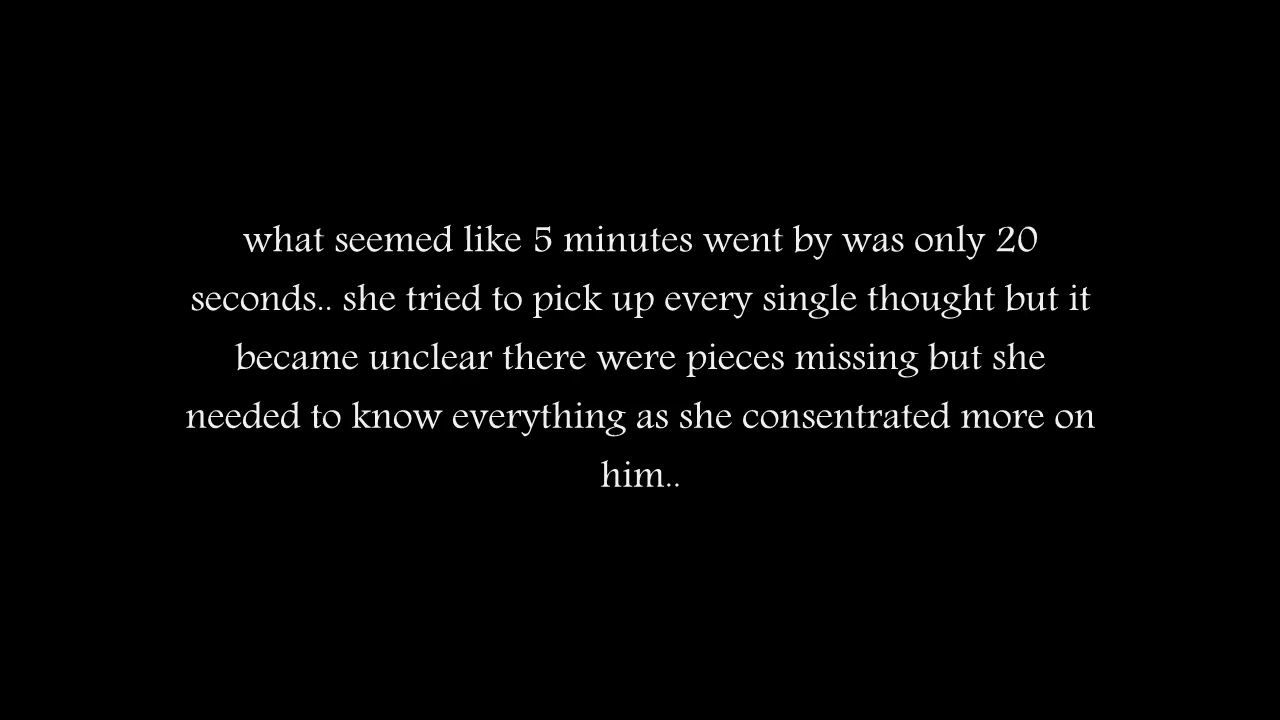 what seemed like 5 minutes went by was only 20
seconds.. she tried to pick up every single thought but it
became unclear there were pieces missing but she
needed to know everything as she consentrated more on
him..